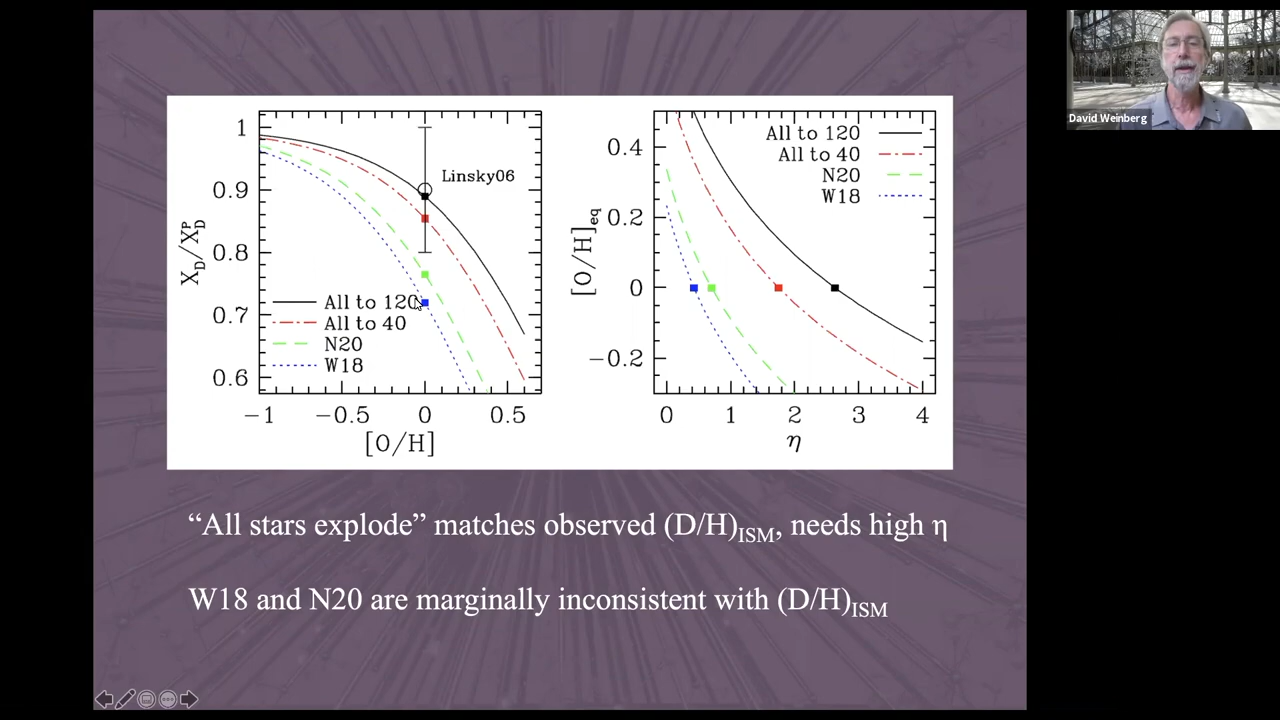 David Weinberg
1
0.9
0.8
0.7
0.6
X_D/X_D^P
Linsky06
All to 120
All to 40
N20
W18
−1
−0.5
0
0.5
[O/H]
0.4
0.2
0
−0.2
[O/H]_eq
All to 120
All to 40
N20
W18
0
1
2
3
4
η
“All stars explode” matches observed (D/H)_ISM, needs high η
W18 and N20 are marginally inconsistent with (D/H)_ISM